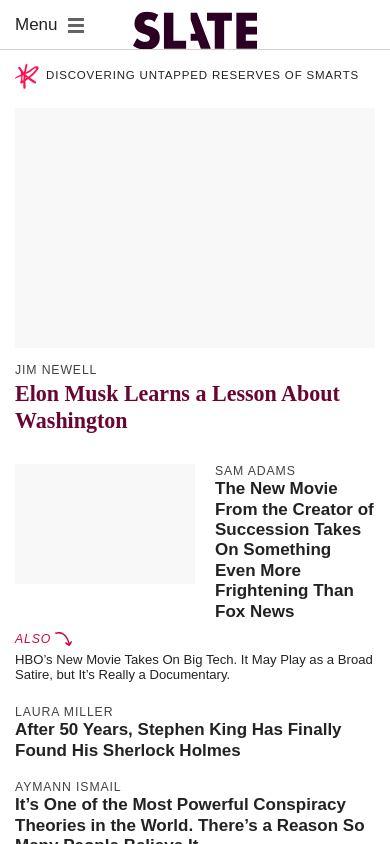 Menu
SLATE
DISCOVERING UNTAPPED RESERVES OF SMARTS
JIM NEWELL
Elon Musk Learns a Lesson About
Washington
SAM ADAMS
The New Movie
From the Creator of
Succession Takes
On Something
Even More
Frightening Than
Fox News
ALSO
HBO’s New Movie Takes On Big Tech. It May Play as a Broad
Satire, but It’s Really a Documentary.
LAURA MILLER
After 50 Years, Stephen King Has Finally
Found His Sherlock Holmes
AYMANN ISMAIL
It’s One of the Most Powerful Conspiracy
Theories in the World. There’s a Reason So
Many People Believe It